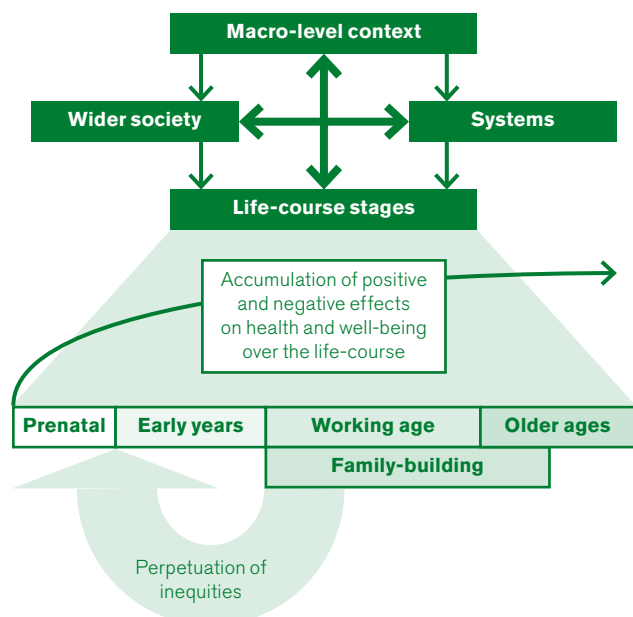 Macro-level context
Wider society
Systems
Life-course stages
Accumulation of positive
and negative effects
on health and well-being
over the life-course
Prenatal
Early years
Working age
Older ages
Family-building
Perpetuation of
inequities